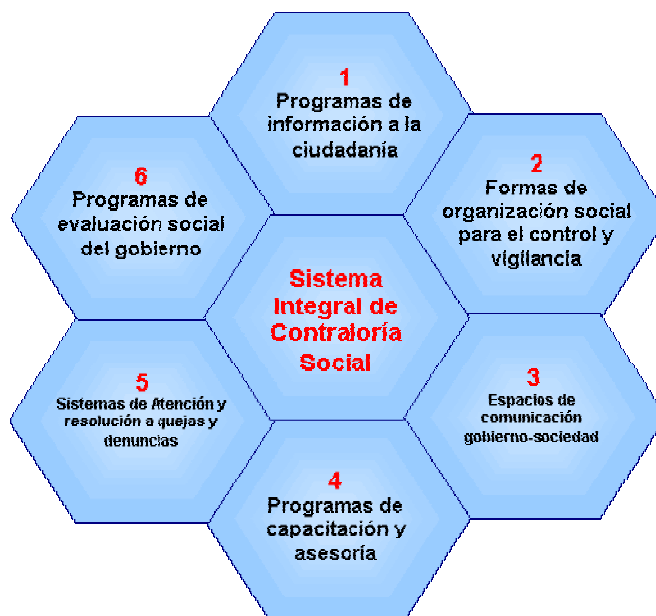 1
Programas de
información a la
ciudadanía
2
Formas de
organización social
para el control y
vigilancia
3
Espacios de
comunicación
gobierno-sociedad
4
Programas de
capacitación y
asesoría
5
Sistemas de Atención y
resolución a quejas y
denuncias
6
Programas de
evaluación social
del gobierno
Sistema
Integral de
Contraloría
Social